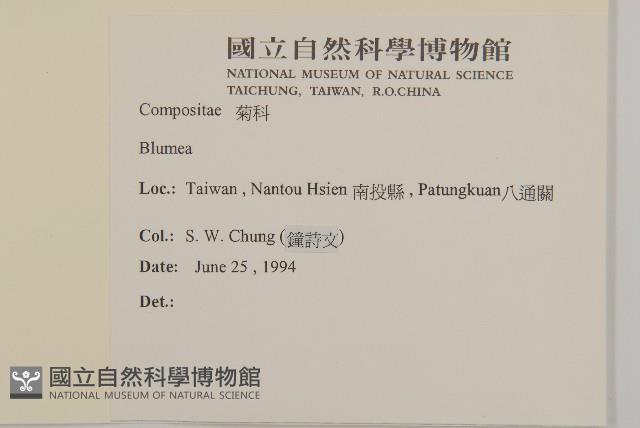 國立自然科學博物館
NATIONAL MUSEUM OF NATURAL SCIENCE
TAICHUNG, TAIWAN, R.O.CHINA
Compositae 菊科
Blumea
Loc.: Taiwan , Nantou Hsien 南投縣 , Patungkuan 八通關
Col.: S. W. Chung (鐘詩文)
Date: June 25 , 1994
Det.:
國立自然科學博物館
NATIONAL MUSEUM OF NATURAL SCIENCE